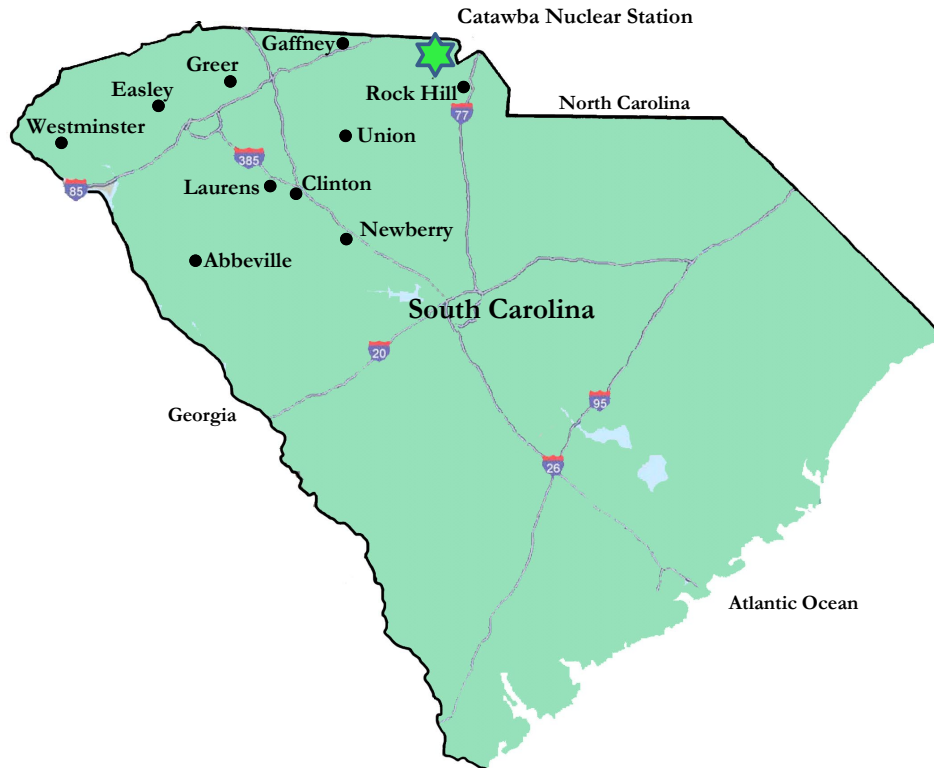 Catawba Nuclear Station
Gaffney
Greer
Easley
Rock Hill
North Carolina
77
Westminster
Union
385
Laurens
Clinton
85
Newberry
Abbeville
South Carolina
20
Georgia
95
26
Atlantic Ocean